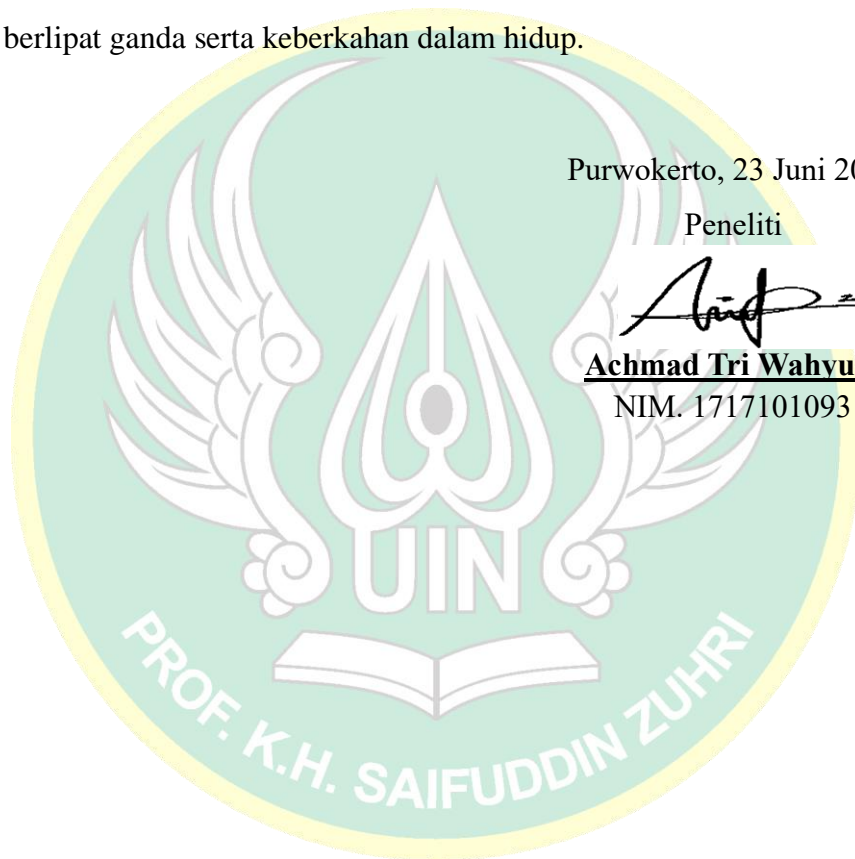 berlipat ganda serta keberkahan dalam hidup.
Purwokerto, 23 Juni 20
Peneliti
Achmad Tri Wahyu
NIM. 1717101093
UIN
PROF. K.H. SAIFUDDIN ZUHRI